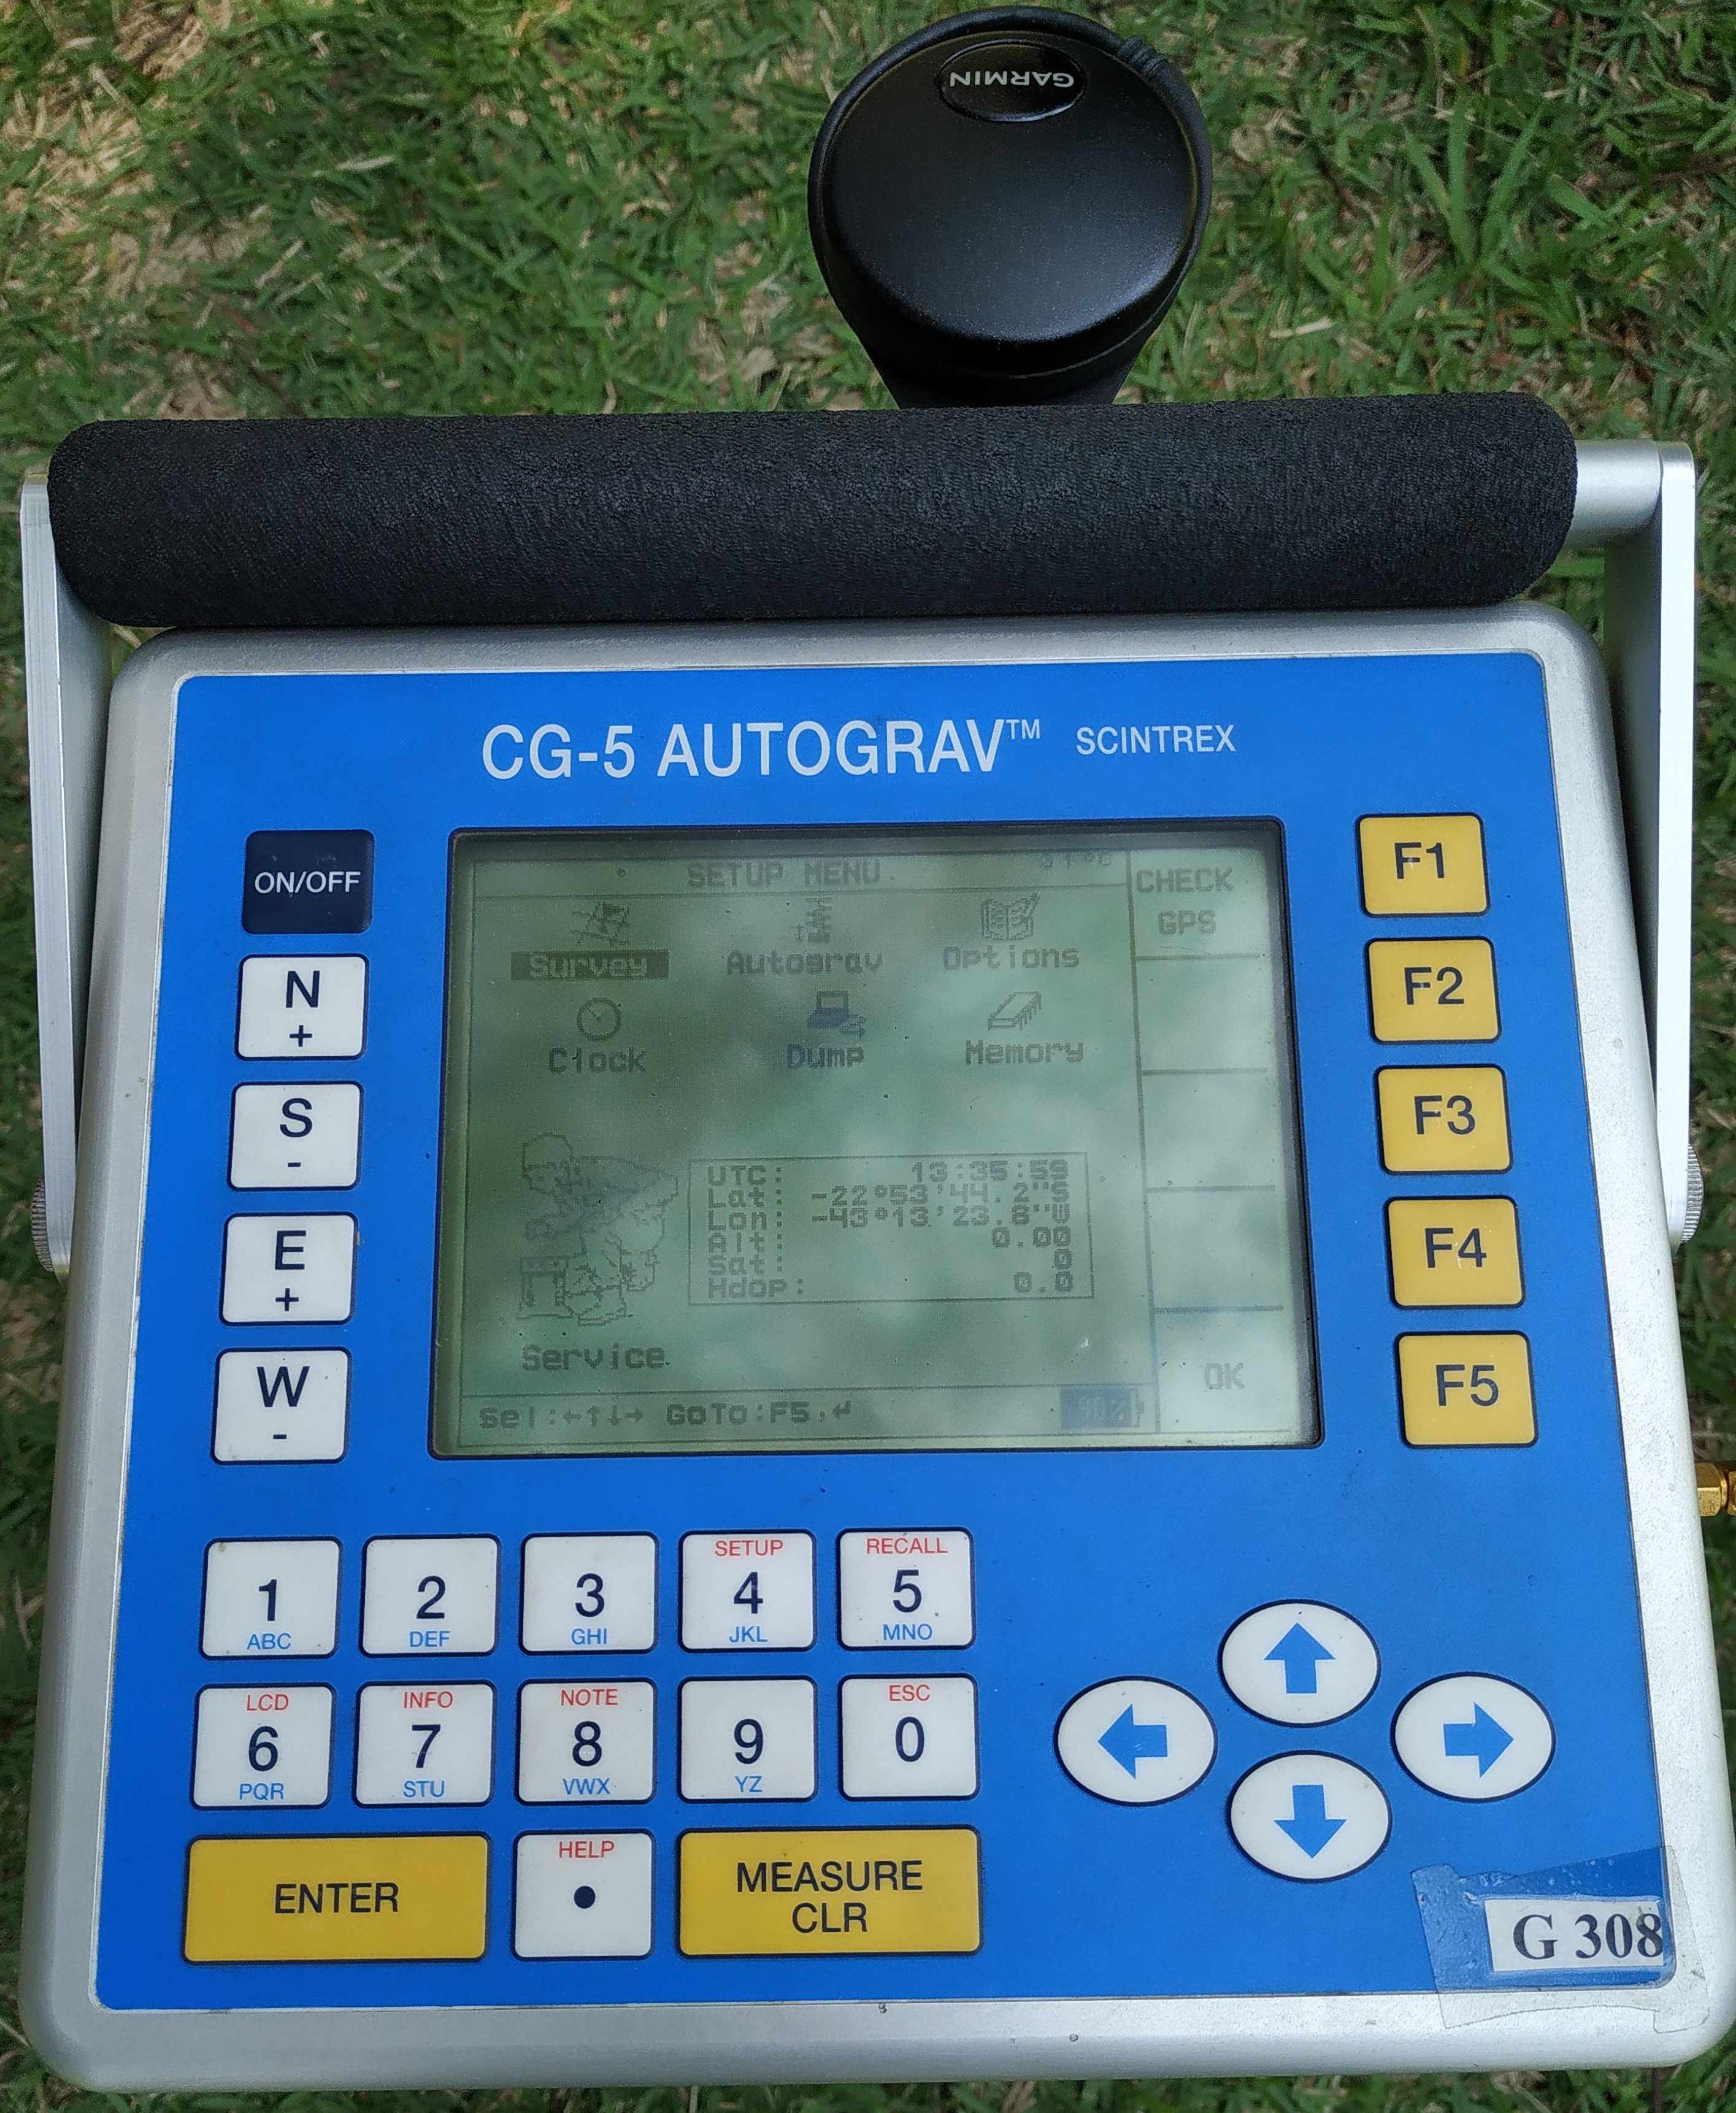 GARMIN
CG-5 AUTOGRAV™ SCINTREX
ON/OFF
N
+
S
-
E
+
W
-
SETUP MENU
CHECK
GPS
Survey Autograv Options
Clock Dump Memory
UTC: 13:35:59
Lat: -22°53'44.2"S
Lon: -43°13'23.8"W
Alt: 0.00
Sat: 0
Hdop: 0.0
Service
OK
Sel:←↑↓→ GoTo:F5,↵
F1
F2
F3
F4
F5
1
ABC
2
DEF
3
GHI
SETUP
4
JKL
RECALL
5
MNO
LCD
6
PQR
INFO
7
STU
NOTE
8
VWX
9
YZ
ESC
0
ENTER
HELP
•
MEASURE
CLR
G 308